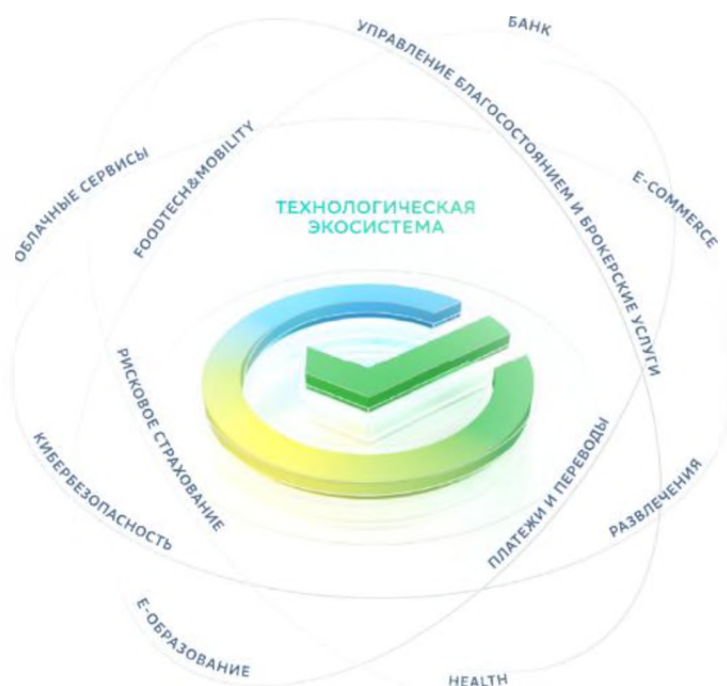 БАНК
УПРАВЛЕНИЕ БЛАГОСОСТОЯНИЕМ И БРОКЕРСКИЕ УСЛУГИ
E-COMMERCE
FOODTECH&MOBILITY
ОБЛАЧНЫЕ СЕРВИСЫ
ТЕХНОЛОГИЧЕСКАЯ
ЭКОСИСТЕМА
РИСКОВОЕ СТРАХОВАНИЕ
КИБЕРБЕЗОПАСНОСТЬ
ПЛАТЕЖИ И ПЕРЕВОДЫ
РАЗВЛЕЧЕНИЯ
Е-ОБРАЗОВАНИЕ
HEALTH